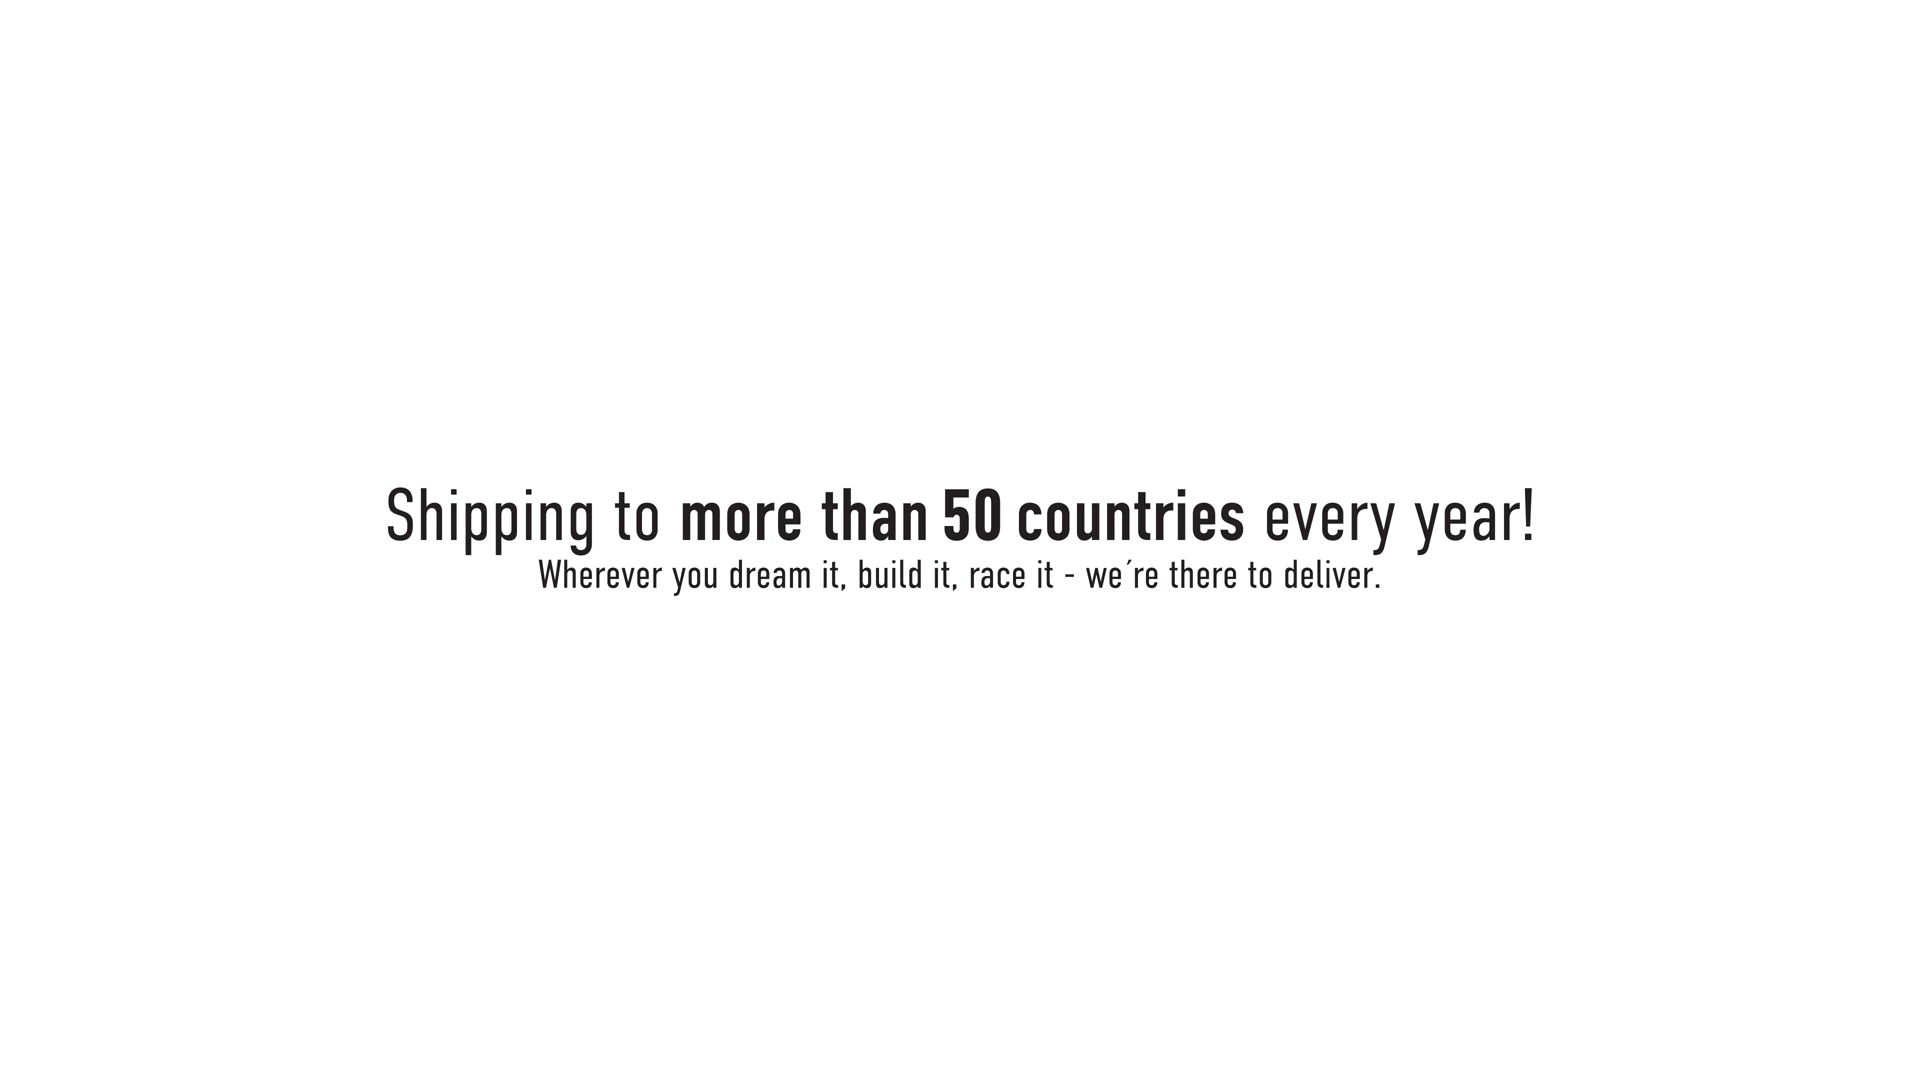 Shipping to more than 50 countries every year!
Wherever you dream it, build it, race it - we´re there to deliver.